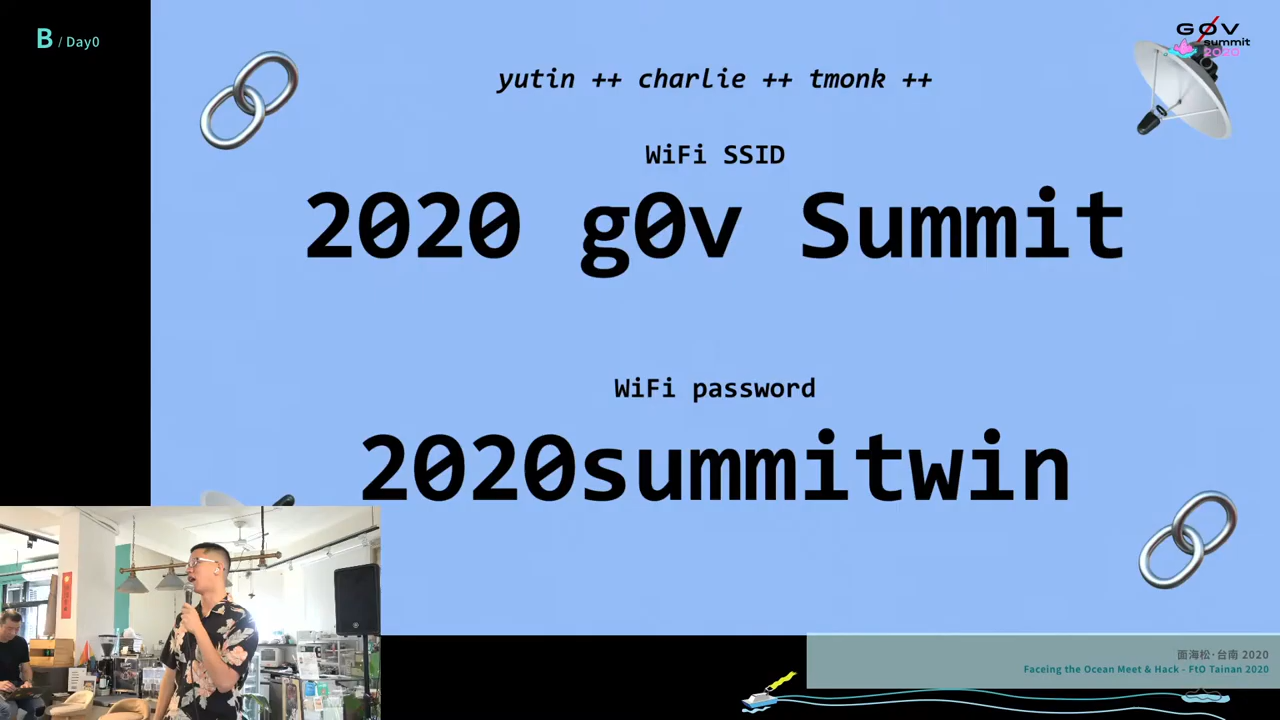 B / Day0
GØV
summit
2020
yutin ++ charlie ++ tmonk ++
WiFi SSID
2020 g0v Summit
WiFi password
2020summitwin
面海松·台南 2020
Faceing the Ocean Meet & Hack - FtO Tainan 2020